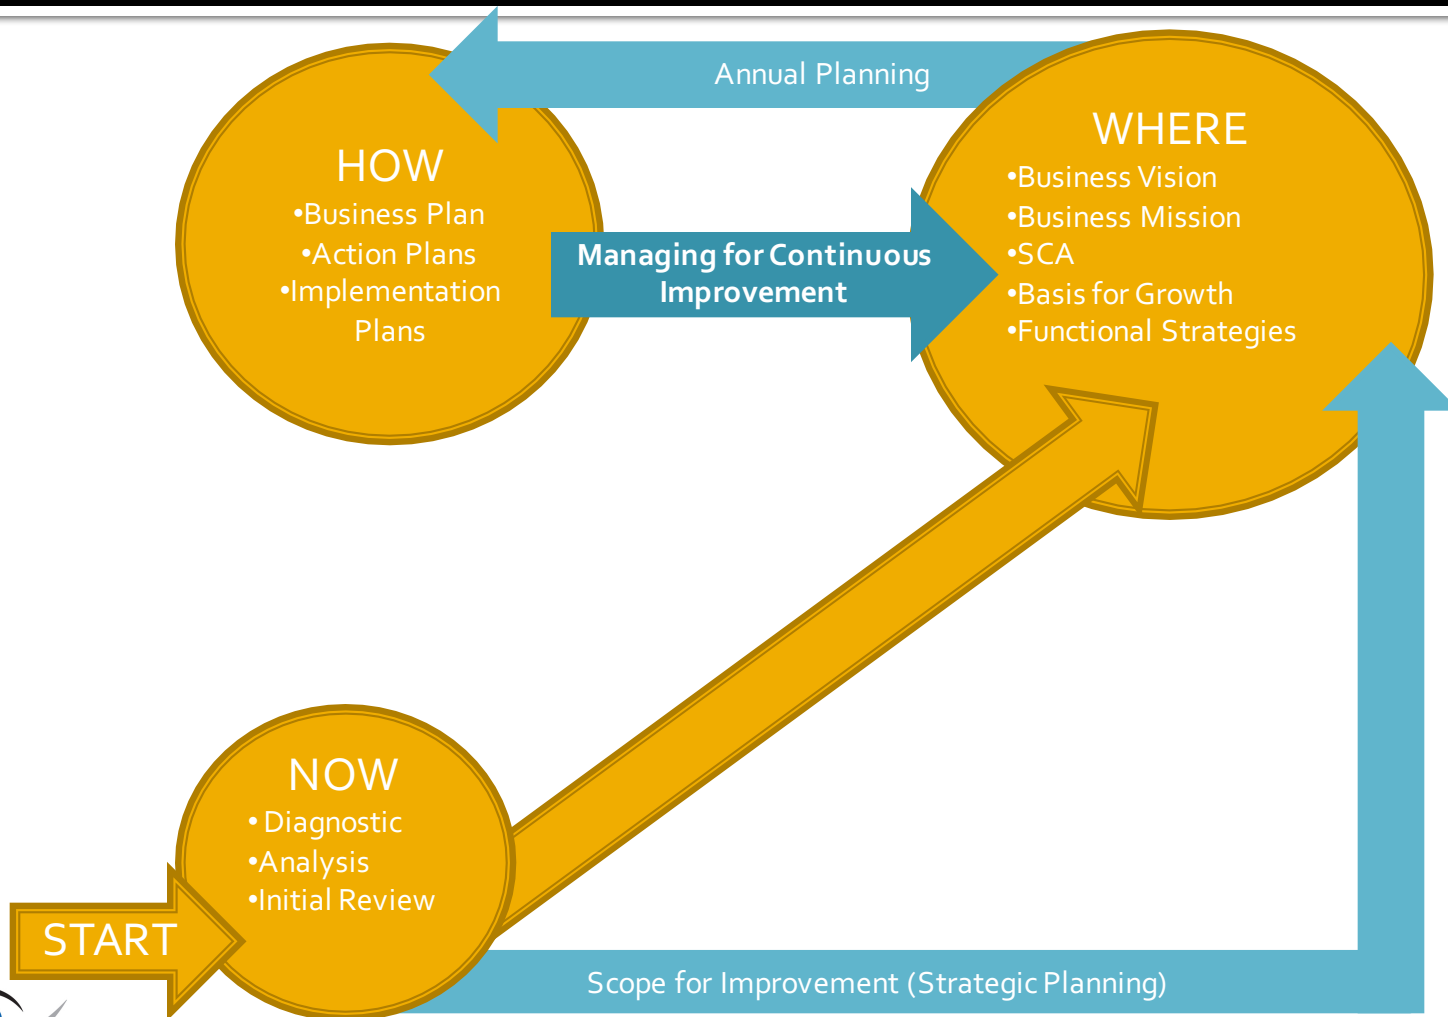 Annual Planning
HOW
•Business Plan
•Action Plans
•Implementation
Plans
Managing for Continuous
Improvement
WHERE
•Business Vision
•Business Mission
•SCA
•Basis for Growth
•Functional Strategies
NOW
• Diagnostic
•Analysis
•Initial Review
START
Scope for Improvement (Strategic Planning)